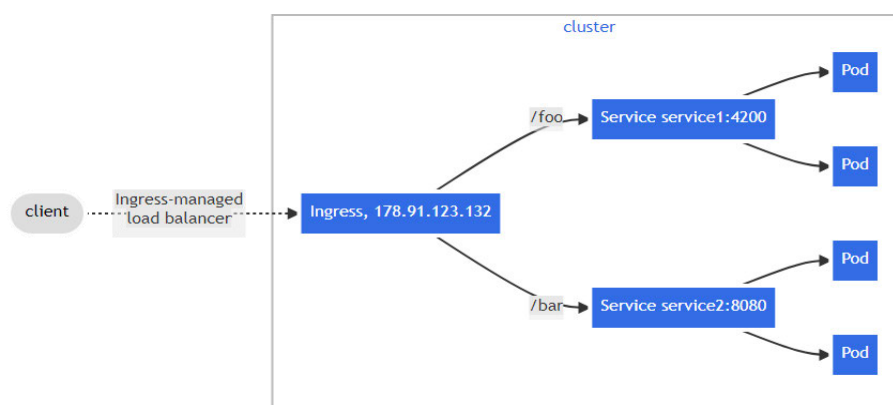 cluster
client
Ingress-managed
load balancer
Ingress, 178.91.123.132
/foo
Service service1:4200
Pod
Pod
/bar
Service service2:8080
Pod
Pod